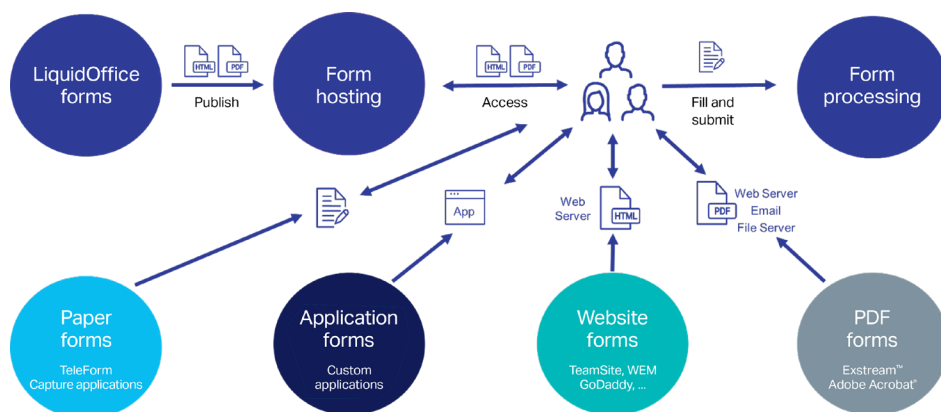 LiquidOffice
forms
HTML
PDF
Publish
Form
hosting
HTML
PDF
Access
Fill and
submit
Form
processing
App
Web
Server
HTML
PDF
Web Server
Email
File Server
Paper
forms
TeleForm
Capture applications
Application
forms
Custom
applications
Website
forms
TeamSite, WEM
GoDaddy, ...
PDF
forms
Exstream™
Adobe Acrobat®